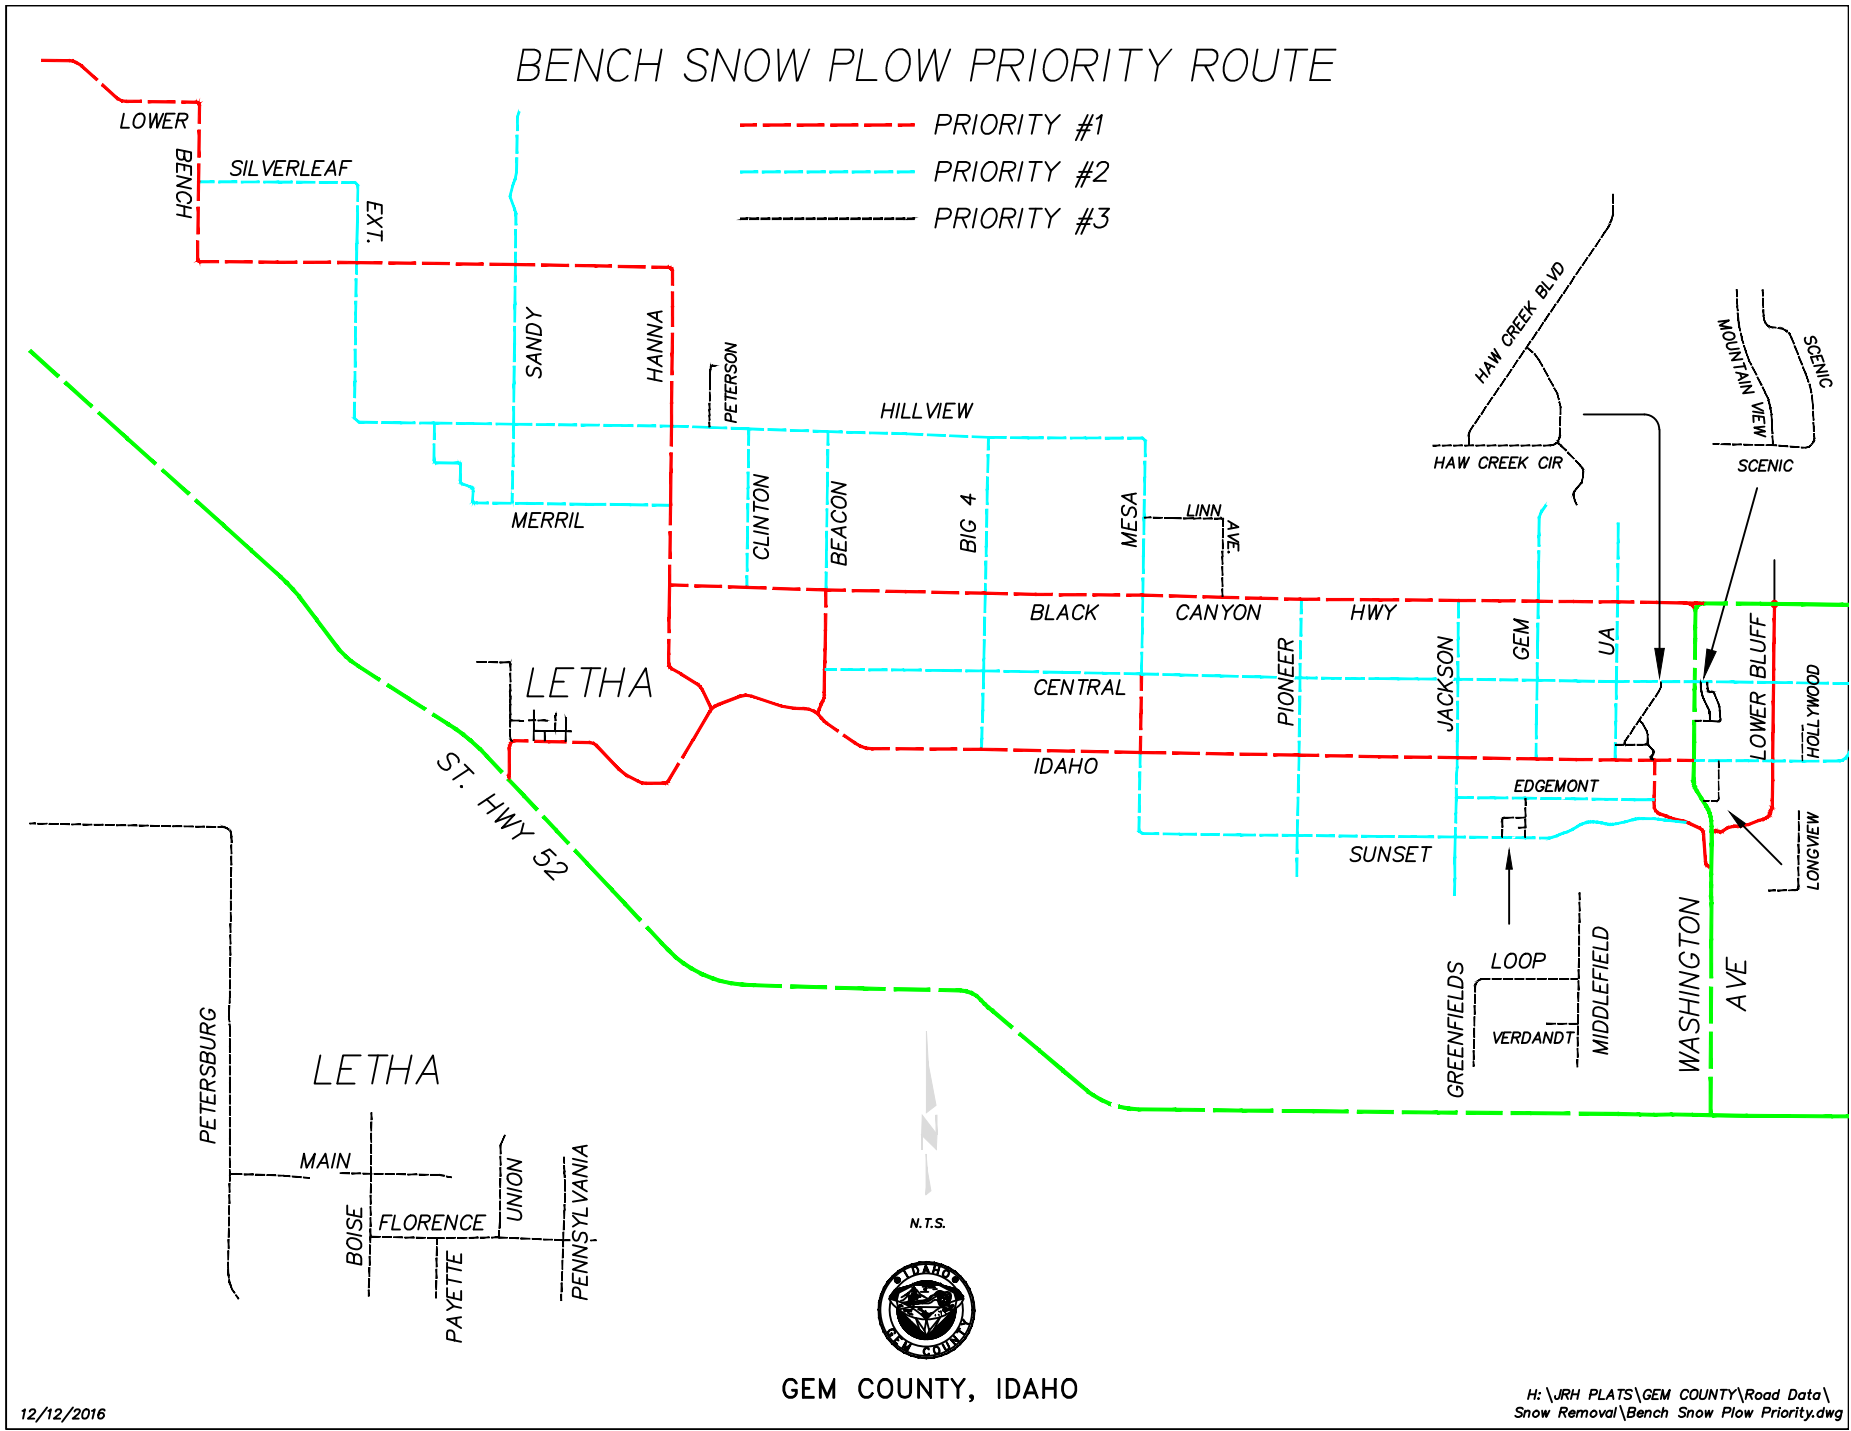 BENCH SNOW PLOW PRIORITY ROUTE
PRIORITY #1
PRIORITY #2
PRIORITY #3
LOWER
BENCH
SILVERLEAF
EXT.
SANDY
HANNA
PETERSON
HILLVIEW
HAW CREEK BLVD
HAW CREEK CIR
MOUNTAIN VIEW
SCENIC
SCENIC
MERRIL
CLINTON
BEACON
BIG 4
MESA
LINN
AVE.
BLACK
CANYON
HWY
PIONEER
JACKSON
GEM
UA
LOWER BLUFF
HOLLYWOOD
LETHA
CENTRAL
IDAHO
EDGEMONT
SUNSET
LONGVIEW
ST. HWY 52
GREENFIELDS
LOOP
VERDANDT
MIDDLEFIELD
WASHINGTON
AVE
PETERSBURG
LETHA
MAIN
BOISE
FLORENCE
UNION
PAYETTE
PENNSYLVANIA
N.T.S.
IDAHO
GEM COUNTY
GEM COUNTY, IDAHO
12/12/2016
H:\JRH PLATS\GEM COUNTY\Road Data\
Snow Removal\Bench Snow Plow Priority.dwg